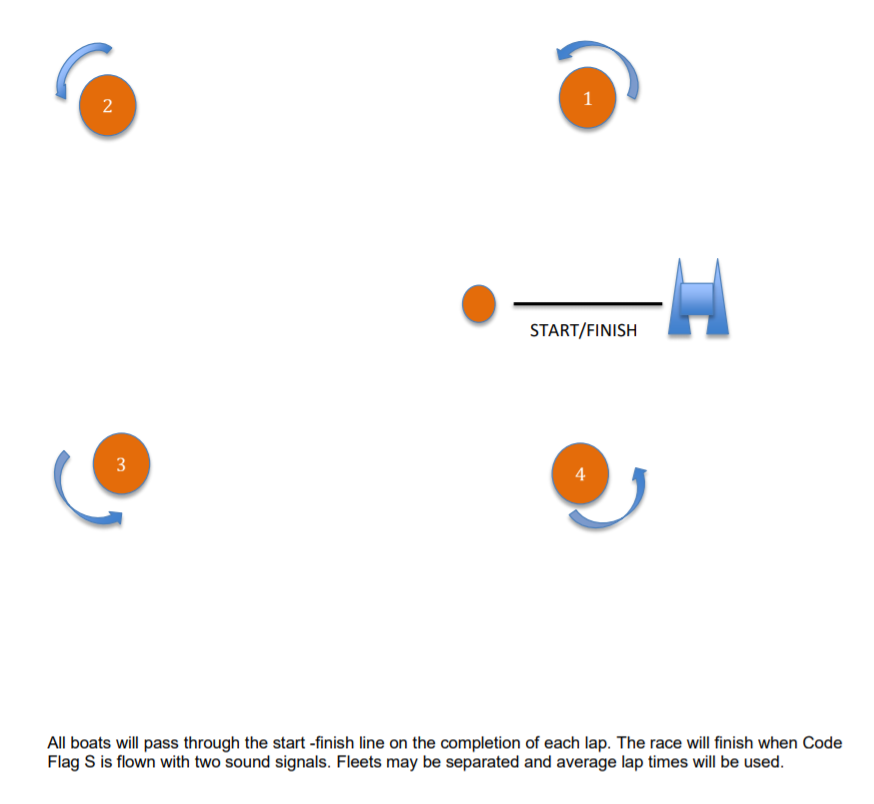 2
1
START/FINISH
3
4
All boats will pass through the start -finish line on the completion of each lap. The race will finish when Code
Flag S is flown with two sound signals. Fleets may be separated and average lap times will be used.